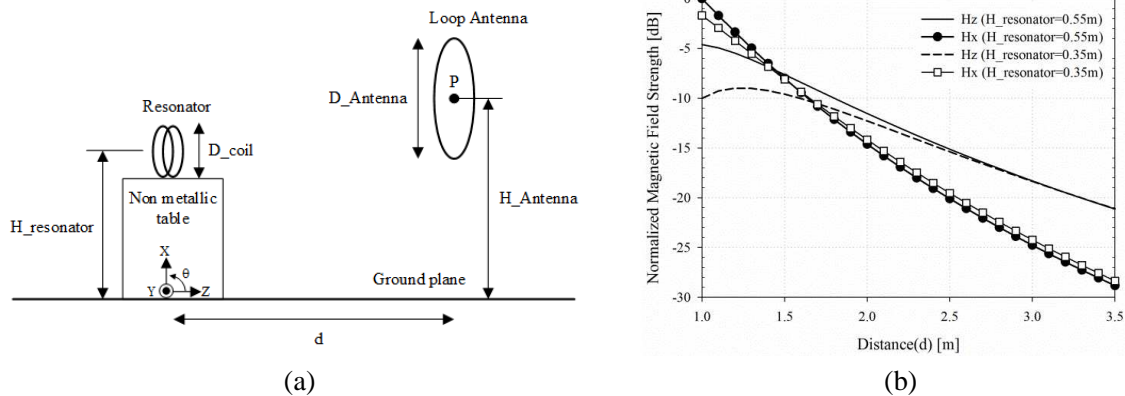 Loop Antenna
P
D_Antenna
Resonator
D_coil
Non metallic
table
H_resonator
H_Antenna
X
θ
Y
Z
Ground plane
d
(a)
Normalized Magnetic Field Strength [dB]
0
-5
-10
-15
-20
-25
-30
1.0
1.5
2.0
2.5
3.0
3.5
Distance(d) [m]
Hz (H_resonator=0.55m)
Hx (H_resonator=0.55m)
Hz (H_resonator=0.35m)
Hx (H_resonator=0.35m)
(b)